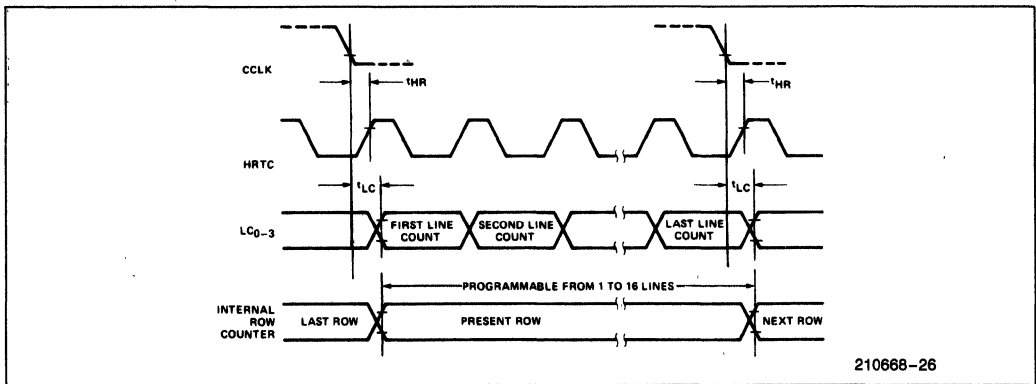 CCLK
tHR
tHR
HRTC
tLC
tLC
LC0–3
FIRST LINE
COUNT
SECOND LINE
COUNT
LAST LINE
COUNT
PROGRAMMABLE FROM 1 TO 16 LINES
INTERNAL
ROW
COUNTER
LAST ROW
PRESENT ROW
NEXT ROW
210668–26